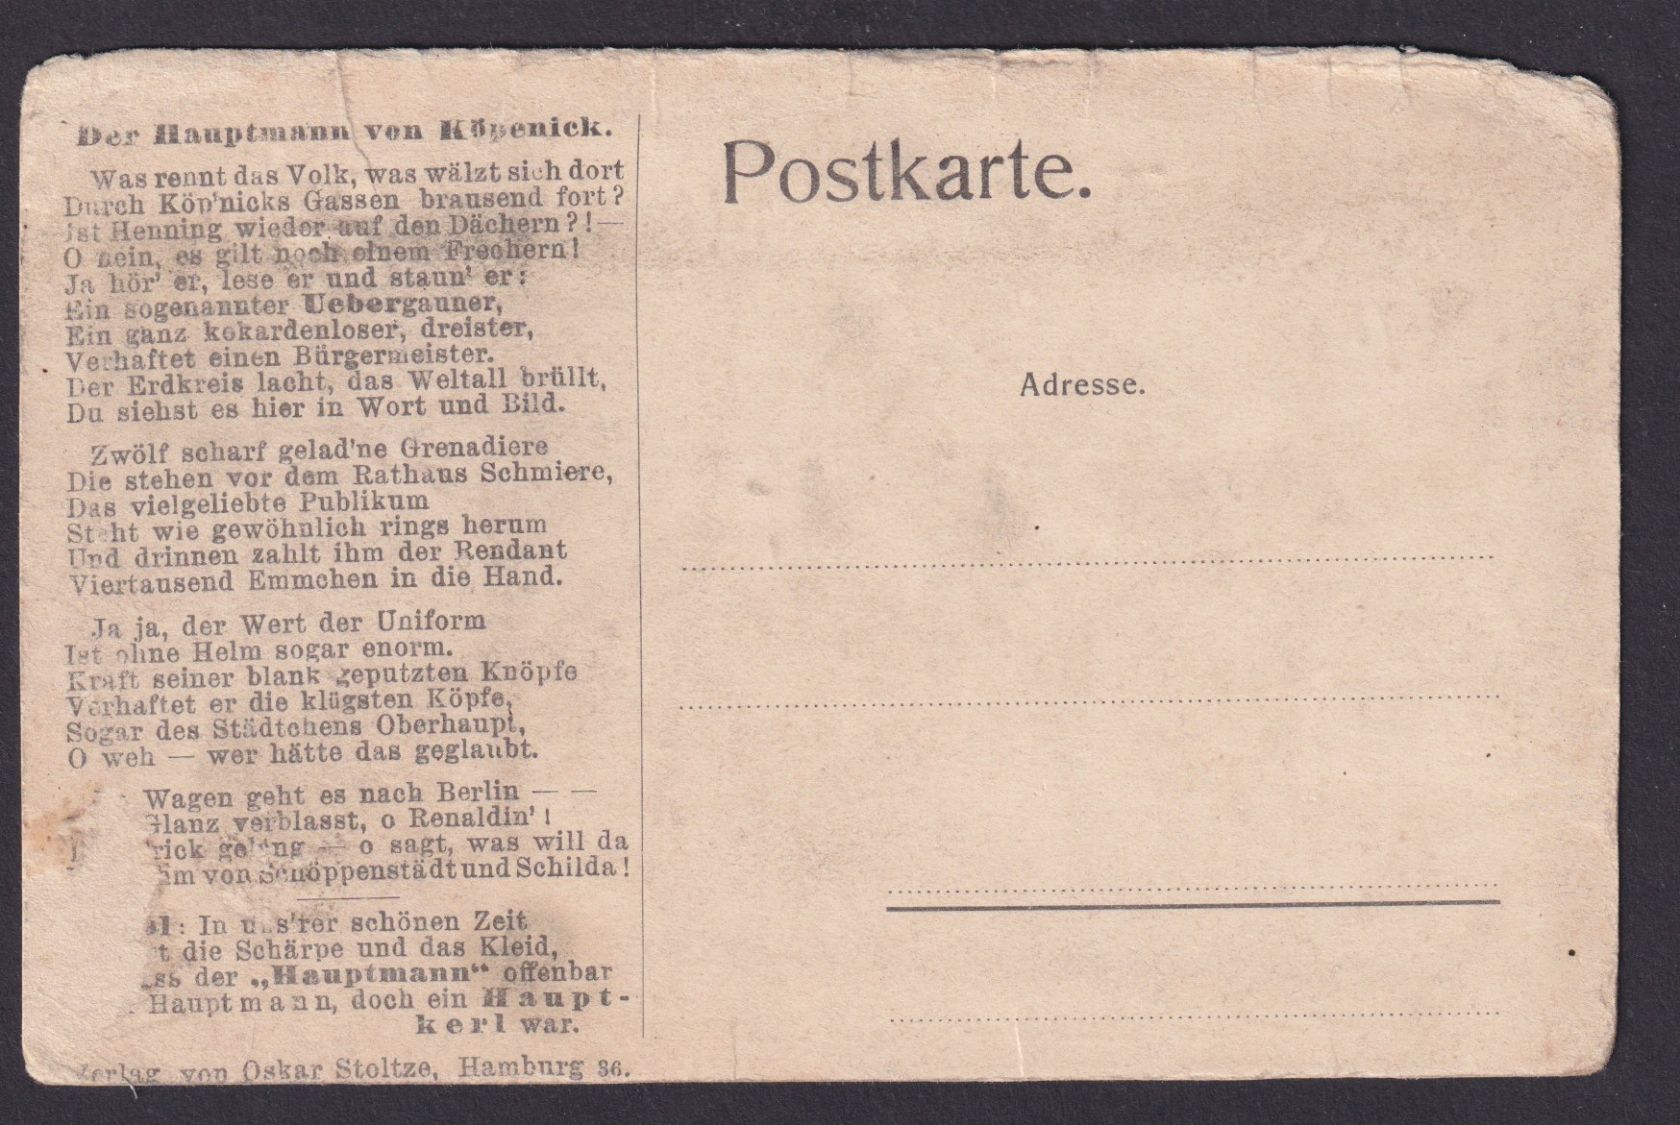 Der Hauptmann von Köpenick.
Was rennt das Volk, was wälzt sich dort
Durch Köp'nicks Gassen brausend fort?
Ist Henning wieder auf den Dächern?! —
O nein, es gilt noch einem Frechern!
Ja hör' er, lese er und staun' er:
Ein sogenannter Uebergauner,
Ein ganz kokardenloser, dreister,
Verhaftet einen Bürgermeister.
Der Erdkreis lacht, das Weltall brüllt,
Du siehst es hier in Wort und Bild.
Zwölf scharf gelad'ne Grenadiere
Die stehen vor dem Rathaus Schmiere,
Das vielgeliebte Publikum
Steht wie gewöhnlich rings herum
Und drinnen zahlt ihm der Rendant
Viertausend Emmchen in die Hand.
Ja ja, der Wert der Uniform
Ist ohne Helm sogar enorm.
Kraft seiner blank geputzten Knöpfe
Verhaftet er die klügsten Köpfe,
Sogar des Städtchens Oberhaupt,
O weh — wer hätte das geglaubt.
Wagen geht es nach Berlin — —
Glanz verblasst, o Renaldin'!
gelang — o sagt, was will da
von Schöppenstädt und Schilda!
In uns'rer schönen Zeit
die Schärpe und das Kleid,
der „Hauptmann“ offenbar
Hauptmann, doch ein Haupt-
kerl war.
Verlag von Oskar Stoltze, Hamburg 36.
Postkarte.
Adresse.